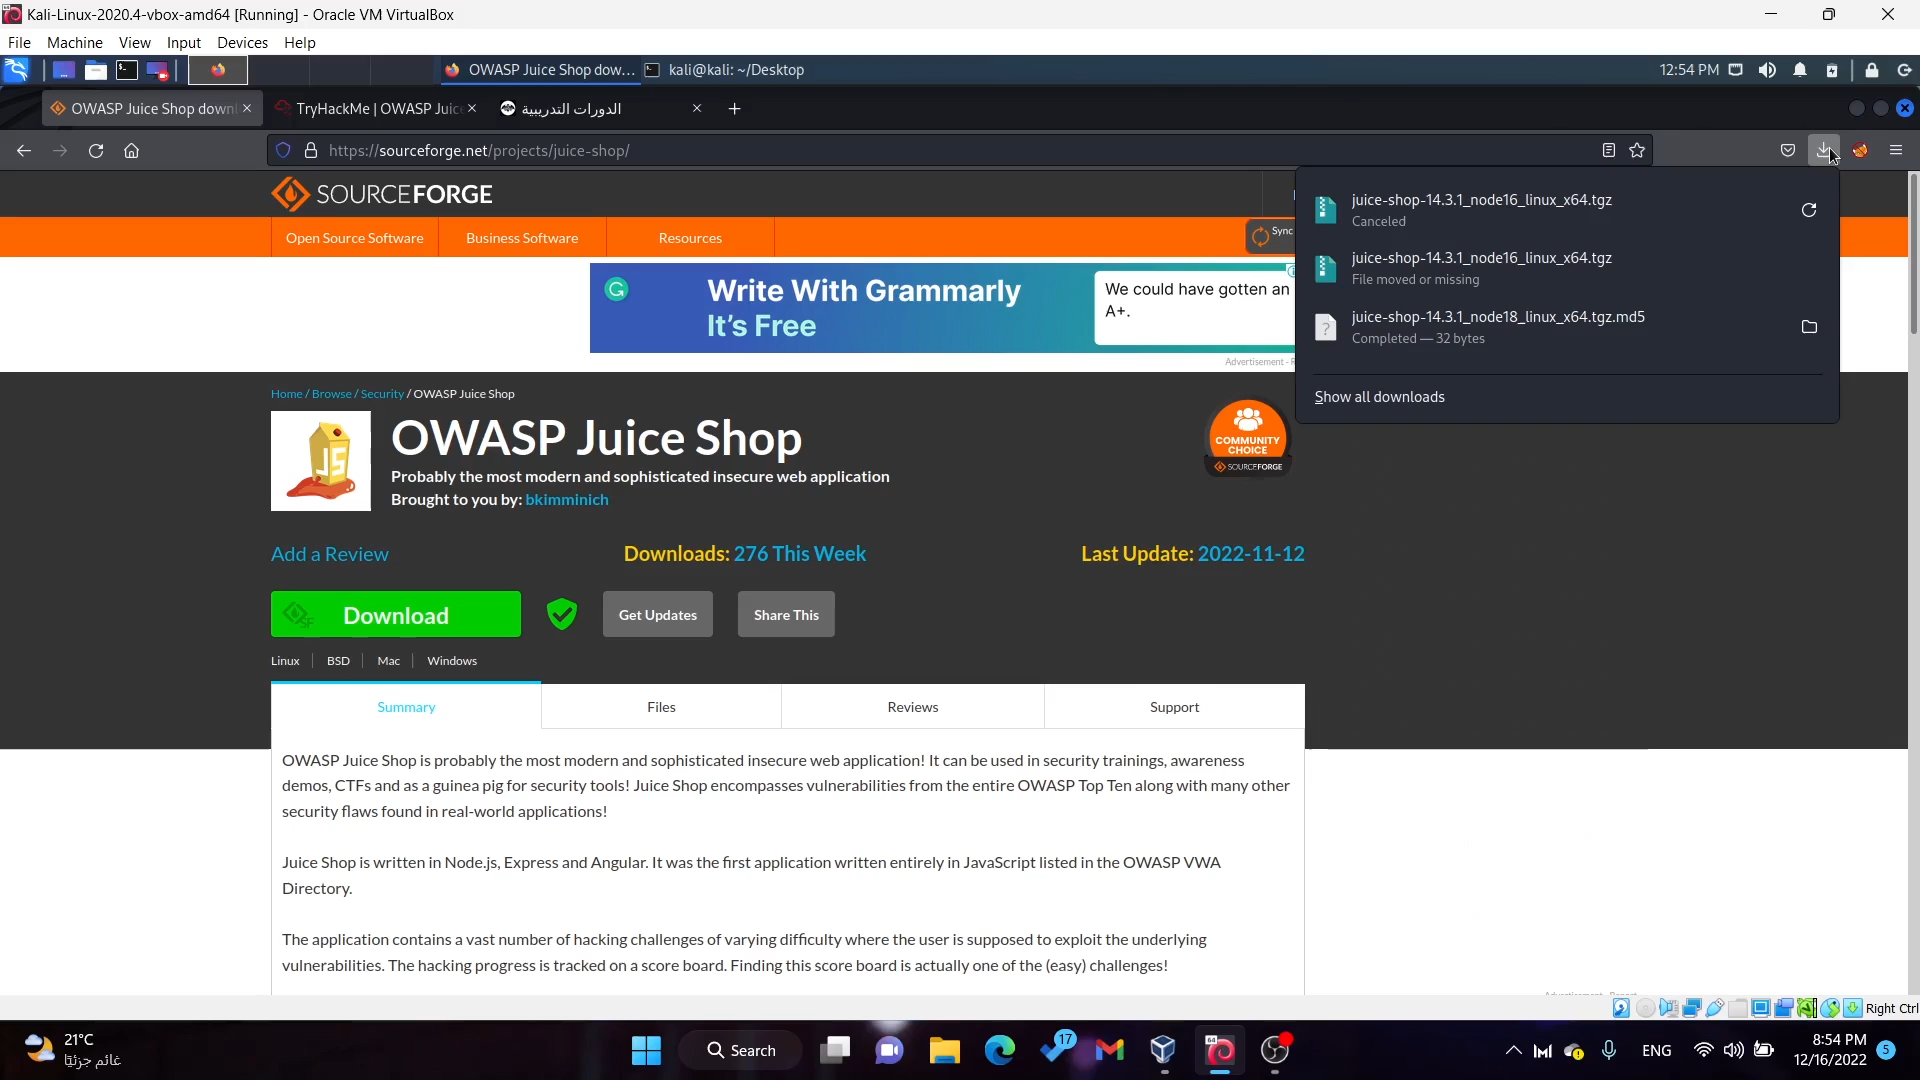 Kali-Linux-2020.4-vbox-amd64 [Running] - Oracle VM VirtualBox
File Machine View Input Devices Help
OWASP Juice Shop dow... kali@kali: ~/Desktop 12:54 PM
OWASP Juice Shop down TryHackMe | OWASP Juice الدورات التدريبية
https://sourceforge.net/projects/juice-shop/
SOURCEFORGE
Open Source Software Business Software Resources Sync
juice-shop-14.3.1_node16_linux_x64.tgz
Canceled
juice-shop-14.3.1_node16_linux_x64.tgz
File moved or missing
juice-shop-14.3.1_node18_linux_x64.tgz.md5
Completed — 32 bytes
Show all downloads
Write With Grammarly
It's Free
We could have gotten an
A+.
Advertisement - R
Home / Browse / Security / OWASP Juice Shop
JS
OWASP Juice Shop
Probably the most modern and sophisticated insecure web application
Brought to you by: bkimminich
COMMUNITY
CHOICE
SOURCEFORGE
Add a Review Downloads: 276 This Week Last Update: 2022-11-12
SF Download Get Updates Share This
Linux BSD Mac Windows
Summary Files Reviews Support
OWASP Juice Shop is probably the most modern and sophisticated insecure web application! It can be used in security trainings, awareness
demos, CTFs and as a guinea pig for security tools! Juice Shop encompasses vulnerabilities from the entire OWASP Top Ten along with many other
security flaws found in real-world applications!
Juice Shop is written in Node.js, Express and Angular. It was the first application written entirely in JavaScript listed in the OWASP VWA
Directory.
The application contains a vast number of hacking challenges of varying difficulty where the user is supposed to exploit the underlying
vulnerabilities. The hacking progress is tracked on a score board. Finding this score board is actually one of the (easy) challenges!
Right Ctrl
21°C
غائم جزئيًا
Search
17
64
ENG
8:54 PM
12/16/2022
5